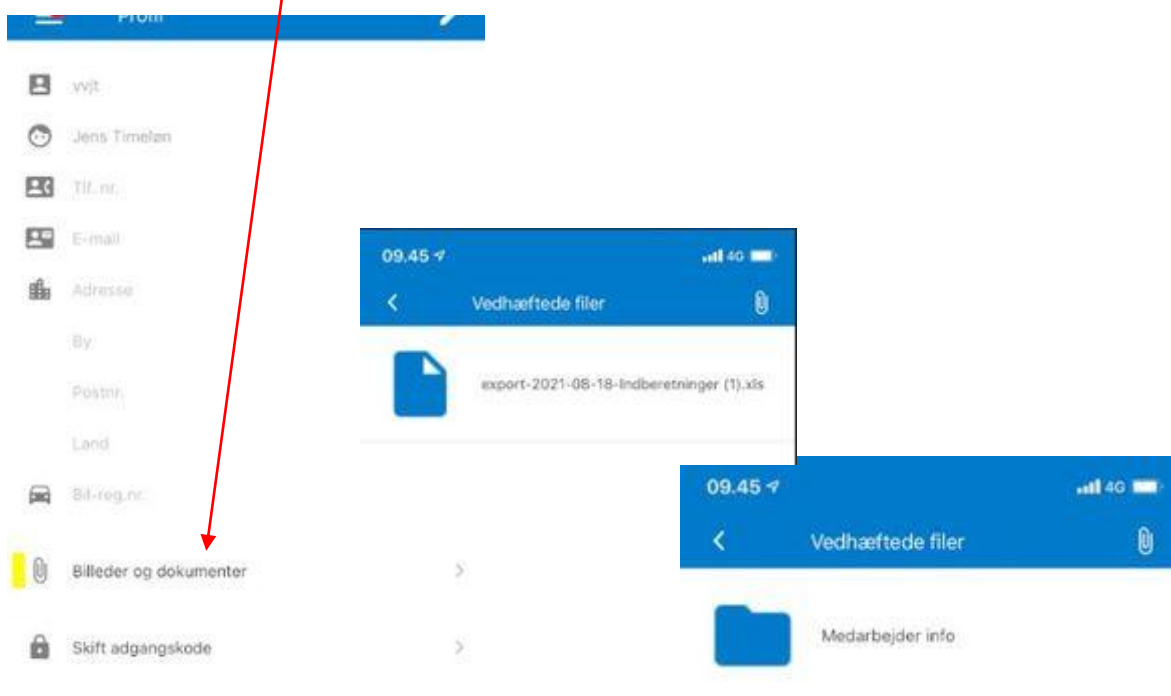 Profil
vvjt
Jens Timeløn
Tlf. nr.
E-mail
Adresse
By
Postnr.
Land
Bil-reg.nr.
Billeder og dokumenter
Skift adgangskode
09.45
4G
Vedhæftede filer
export-2021-08-18-Indberetninger (1).xls
09.45
4G
Vedhæftede filer
Medarbejder info